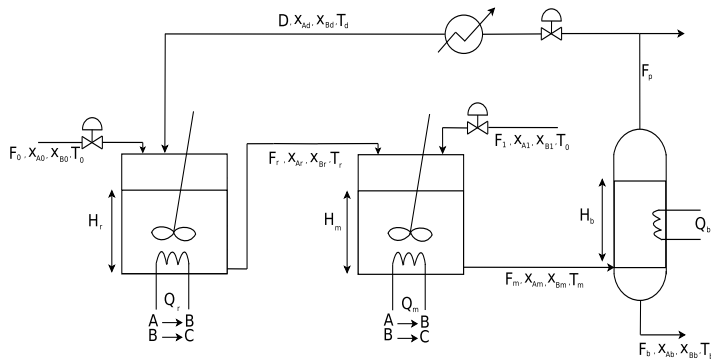 D, x_Ad, x_Bd, T_d
F_p
F_0, x_A0, x_B0, T_0
F_r, x_Ar, x_Br, T_r
F_1, x_A1, x_B1, T_0
H_r
H_m
H_b
Q_b
F_m, x_Am, x_Bm, T_m
Q_r
A → B
B → C
Q_m
A → B
B → C
F_b, x_Ab, x_Bb, T_b